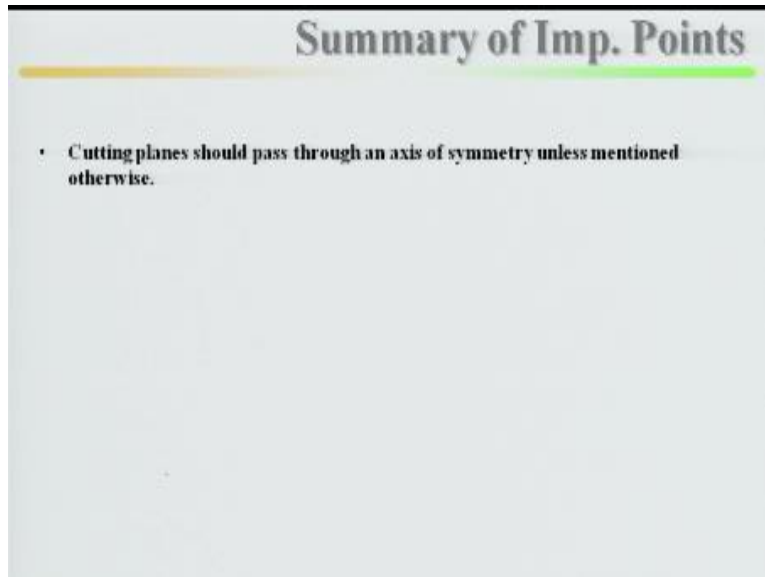 Summary of Imp. Points
• Cutting planes should pass through an axis of symmetry unless mentioned
otherwise.